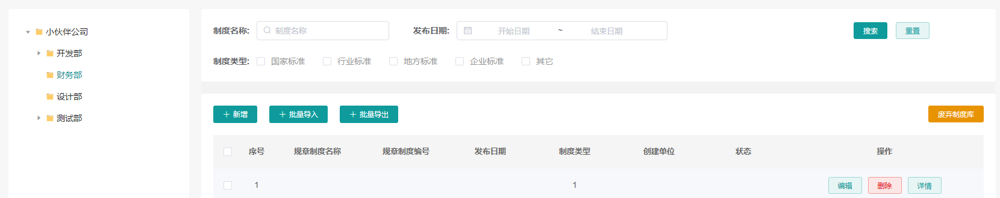 小伙伴公司
开发部
财务部
设计部
测试部
制度名称: 制度名称 发布日期: 开始日期 ~ 结束日期 搜索 重置
制度类型: 国家标准 行业标准 地方标准 企业标准 其它
+ 新增 + 批量导入 + 批量导出 废弃制度库
序号 规章制度名称 规章制度编号 发布日期 制度类型 创建单位 状态 操作
1 1 编辑 删除 详情